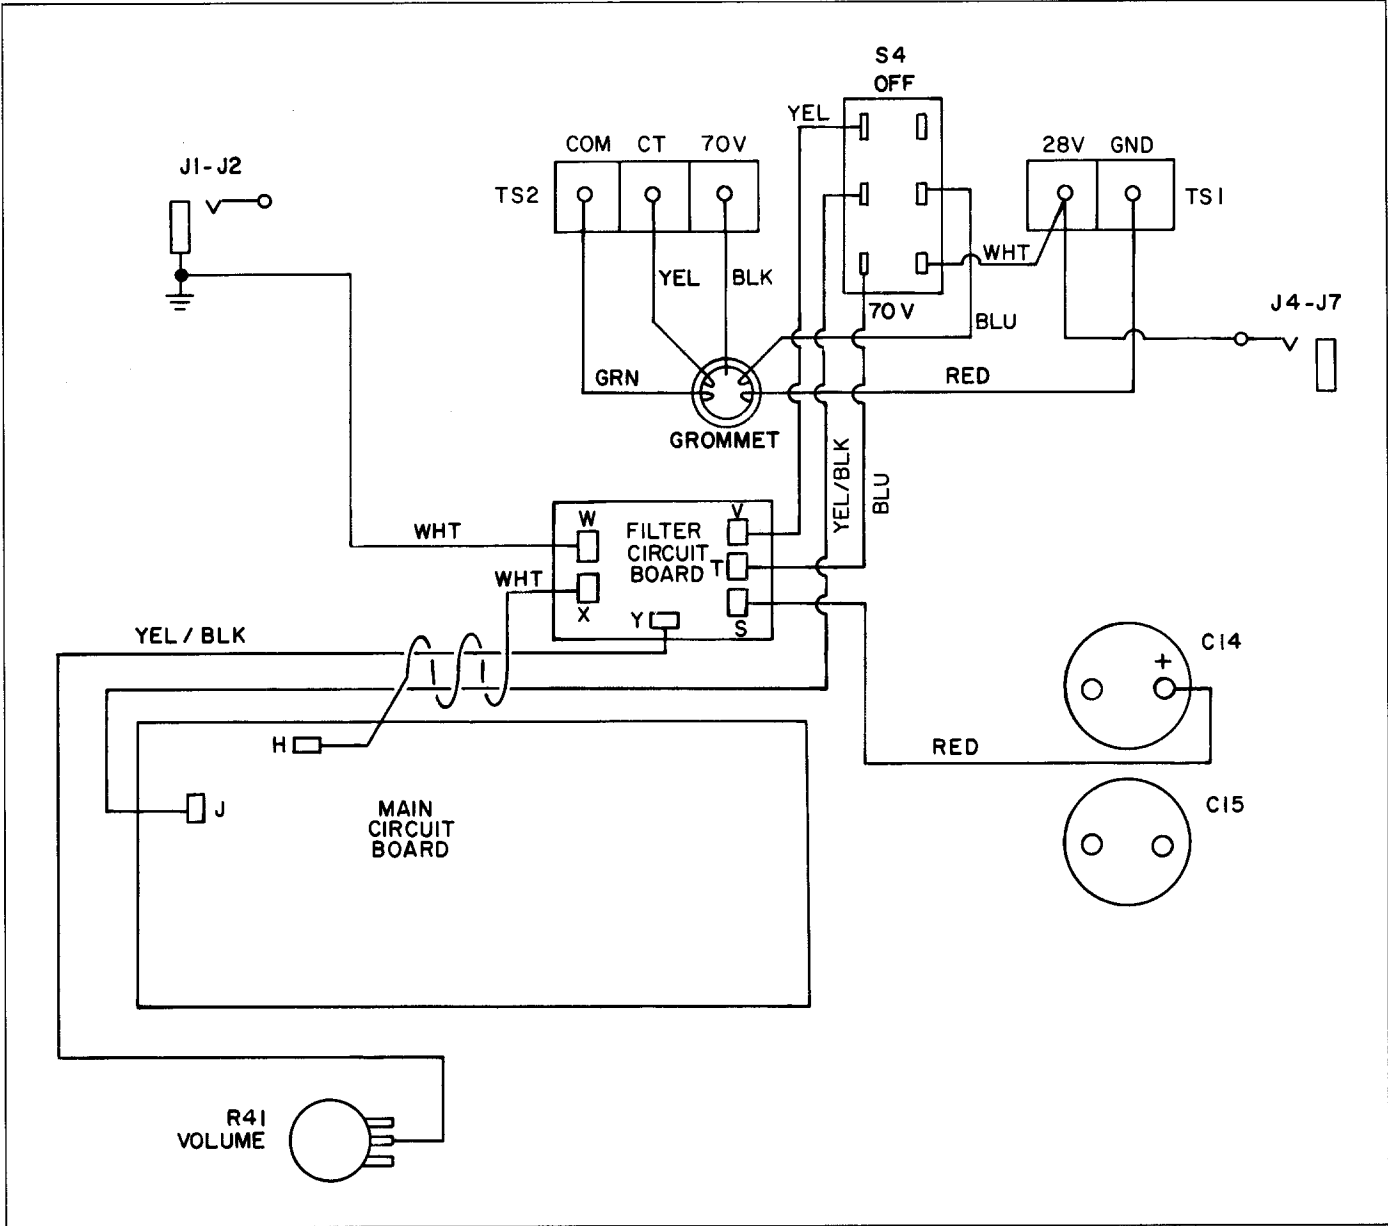 S4
OFF
YEL
COM CT 70V
28V GND
J1-J2
TS2
TS1
WHT
YEL BLK
70V
BLU
J4-J7
GRN
RED
GROMMET
YEL/BLK
BLU
W
V
FILTER
CIRCUIT
BOARD
T
WHT
WHT
X
Y
S
YEL/BLK
C14
+
H
RED
J
MAIN
CIRCUIT
BOARD
C15
R41
VOLUME